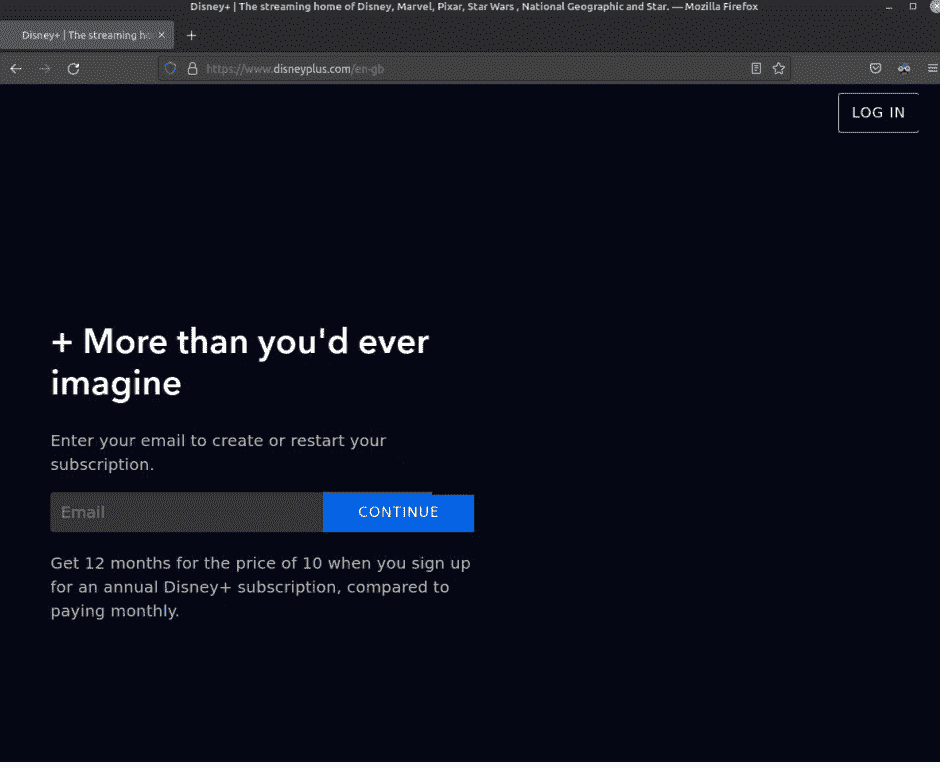 Disney+ | The streaming home of Disney, Marvel, Pixar, Star Wars , National Geographic and Star. — Mozilla Firefox
Disney+ | The streaming ho
https://www.disneyplus.com/en-gb
LOG IN
+ More than you'd ever
imagine
Enter your email to create or restart your
subscription.
Email
CONTINUE
Get 12 months for the price of 10 when you sign up
for an annual Disney+ subscription, compared to
paying monthly.